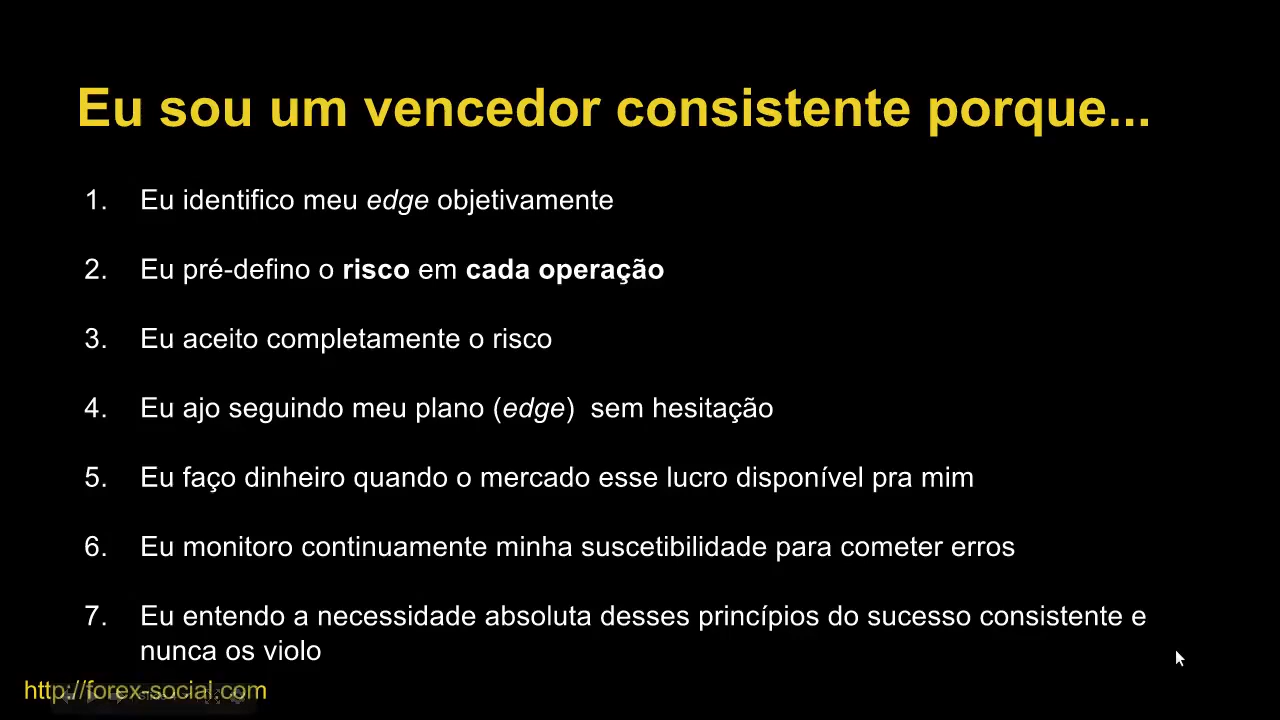 Eu sou um vencedor consistente porque...
1. Eu identifico meu edge objetivamente
2. Eu pré-defino o risco em cada operação
3. Eu aceito completamente o risco
4. Eu ajo seguindo meu plano (edge)  sem hesitação
5. Eu faço dinheiro quando o mercado esse lucro disponível pra mim
6. Eu monitoro continuamente minha suscetibilidade para cometer erros
7. Eu entendo a necessidade absoluta desses princípios do sucesso consistente e
nunca os violo
http://forex-social.com